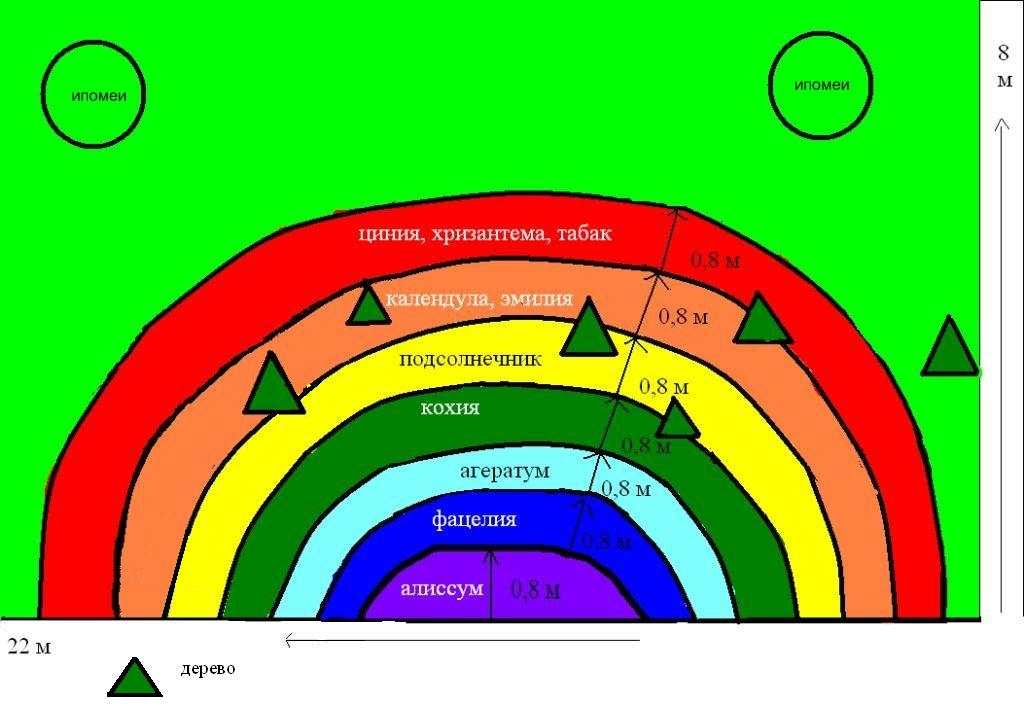 ипомеи
ипомеи
8
м
циния, хризантема, табак
0,8 м
календула, эмилия
0,8 м
подсолнечник
0,8 м
кохия
0,8 м
агератум
0,8 м
фацелия
0,8 м
алиссум
0,8 м
22 м
дерево